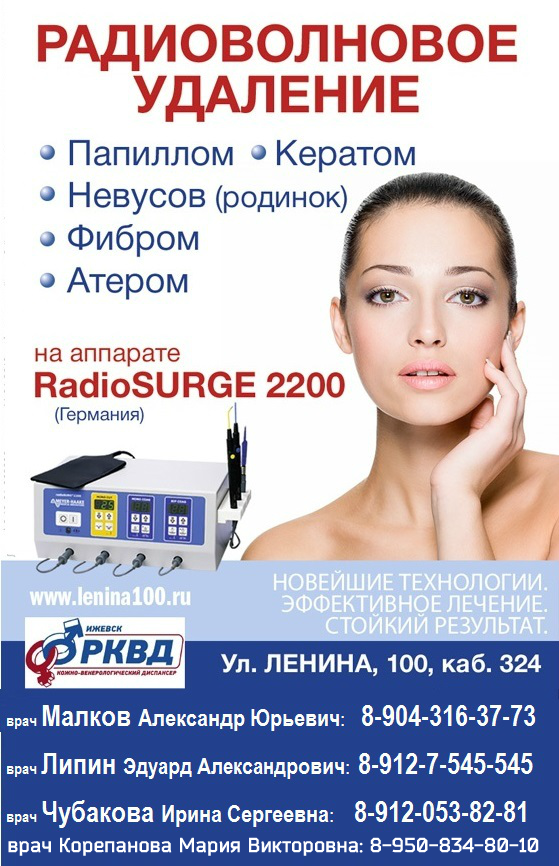 РАДИОВОЛНОВОЕ
УДАЛЕНИЕ
• Папиллом • Кератом
• Невусов (родинок)
• Фибром
• Атером
на аппарате
RadioSURGE 2200
(Германия)
www.lenina100.ru
НОВЕЙШИЕ ТЕХНОЛОГИИ.
ЭФФЕКТИВНОЕ ЛЕЧЕНИЕ.
СТОЙКИЙ РЕЗУЛЬТАТ.
ИЖЕВСК
РКВД
КОЖНО-ВЕНЕРОЛОГИЧЕСКИЙ ДИСПАНСЕР
Ул. ЛЕНИНА, 100, каб. 324
врач Малков Александр Юрьевич: 8-904-316-37-73
врач Липин Эдуард Александрович: 8-912-7-545-545
врач Чубакова Ирина Сергеевна: 8-912-053-82-81
врач Корепанова Мария Викторовна: 8-950-834-80-10